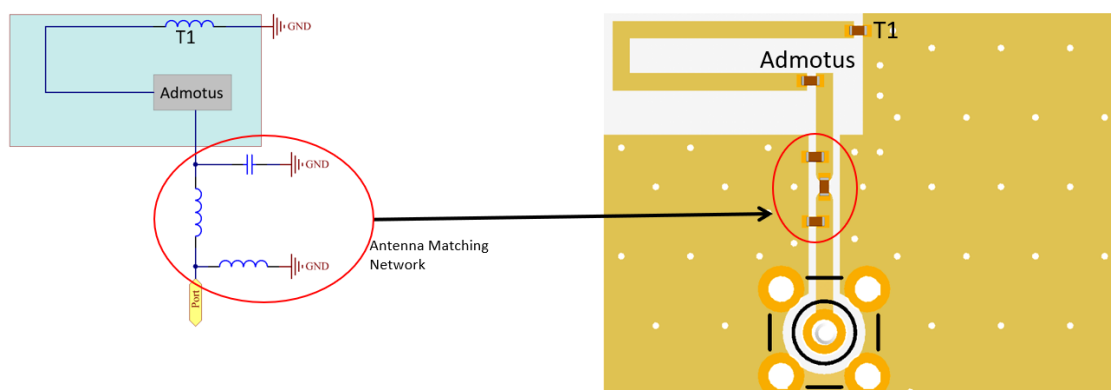 GND
T1
Admotus
GND
Antenna Matching
Network
GND
Port
T1
Admotus